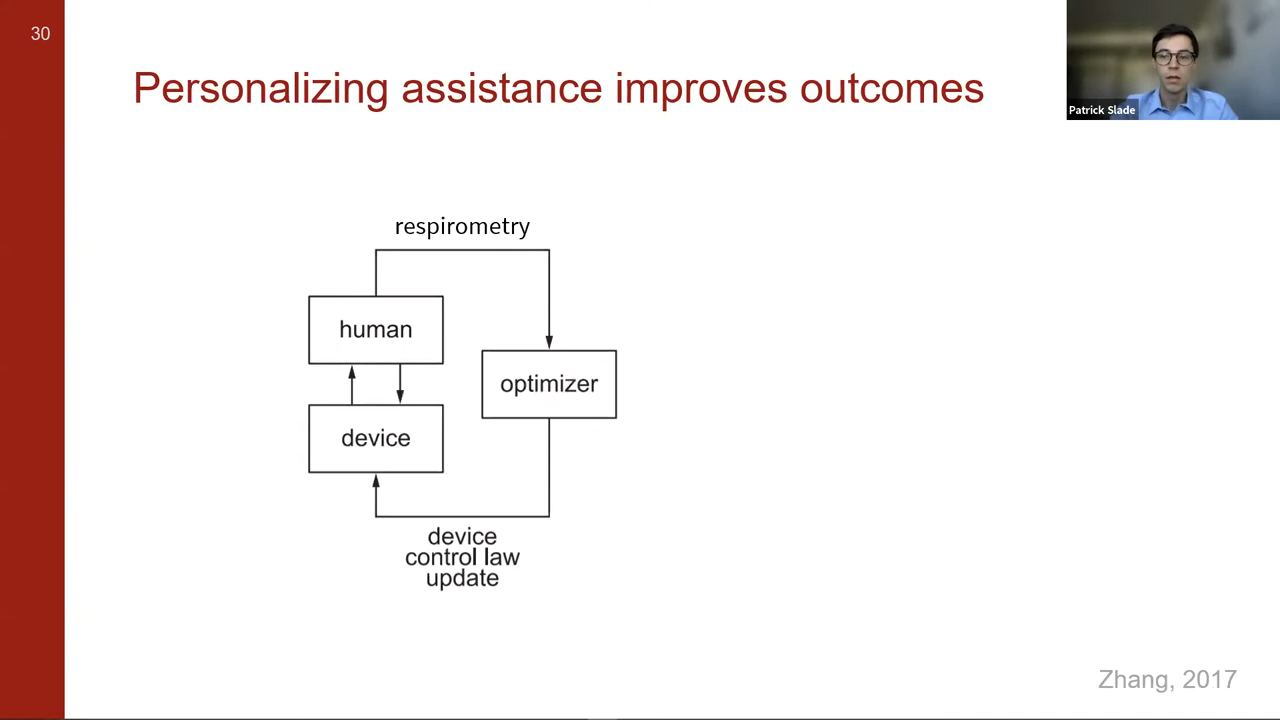 30
Personalizing assistance improves outcomes
Patrick Slade
respirometry
human
optimizer
device
device
control law
update
Zhang, 2017